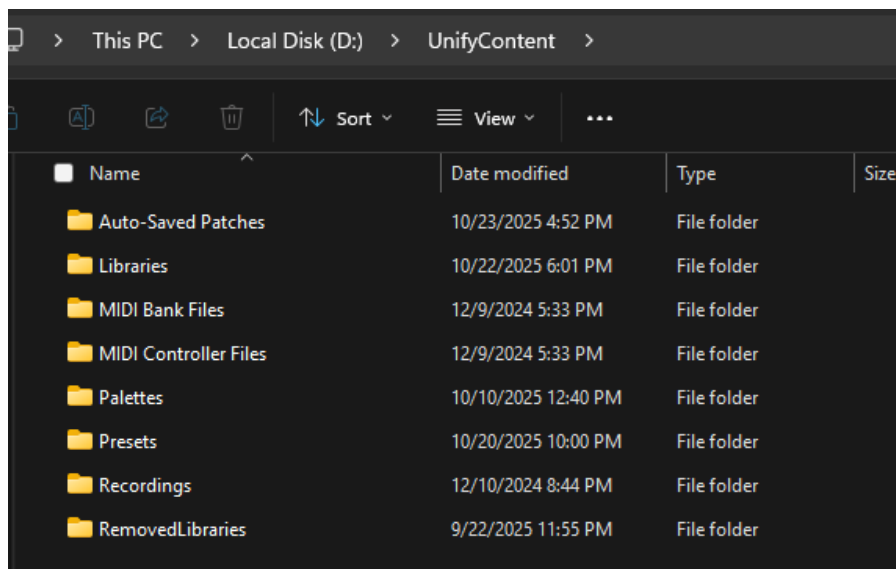 > This PC > Local Disk (D:) > UnifyContent >
A Sort View ...
Name Date modified Type Size
Auto-Saved Patches 10/23/2025 4:52 PM File folder
Libraries 10/22/2025 6:01 PM File folder
MIDI Bank Files 12/9/2024 5:33 PM File folder
MIDI Controller Files 12/9/2024 5:33 PM File folder
Palettes 10/10/2025 12:40 PM File folder
Presets 10/20/2025 10:00 PM File folder
Recordings 12/10/2024 8:44 PM File folder
RemovedLibraries 9/22/2025 11:55 PM File folder